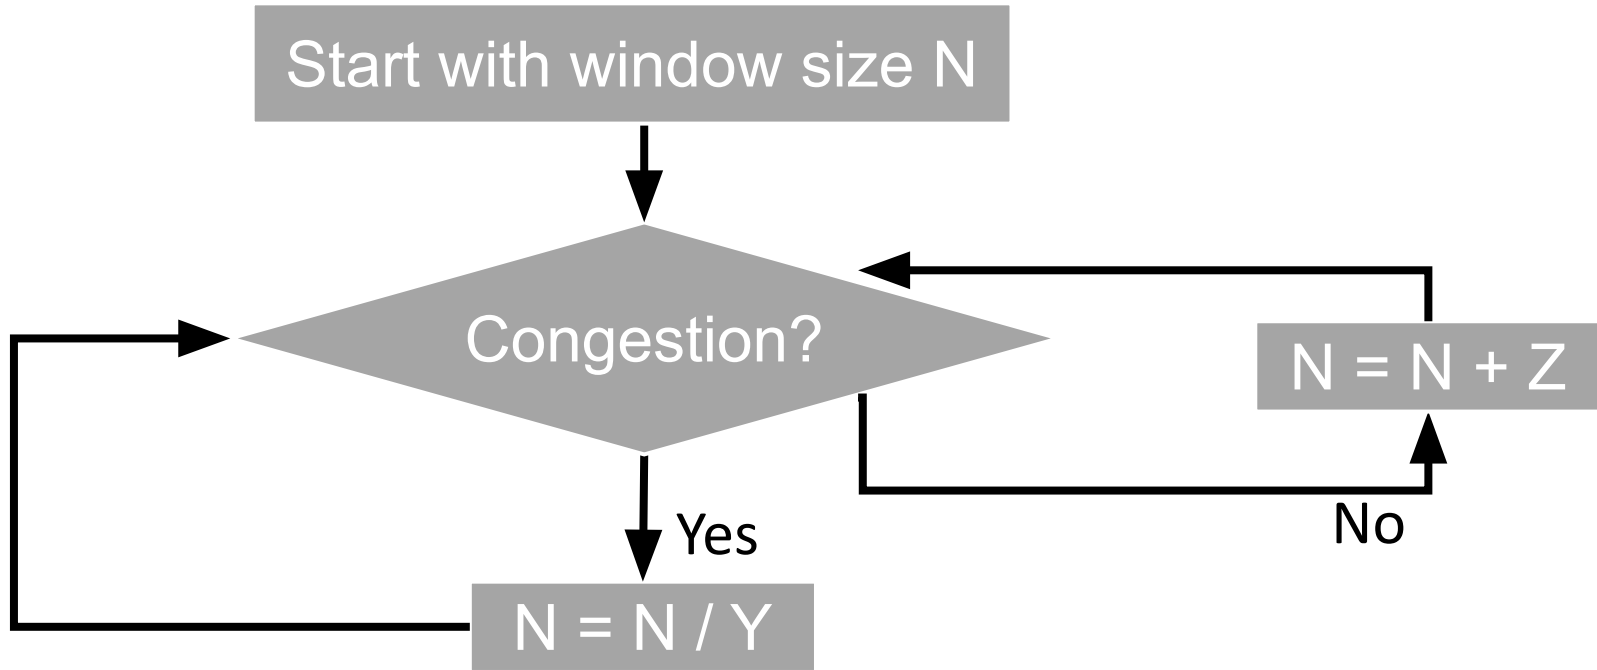 Start with window size N
Congestion?
N = N + Z
No
Yes
N = N / Y